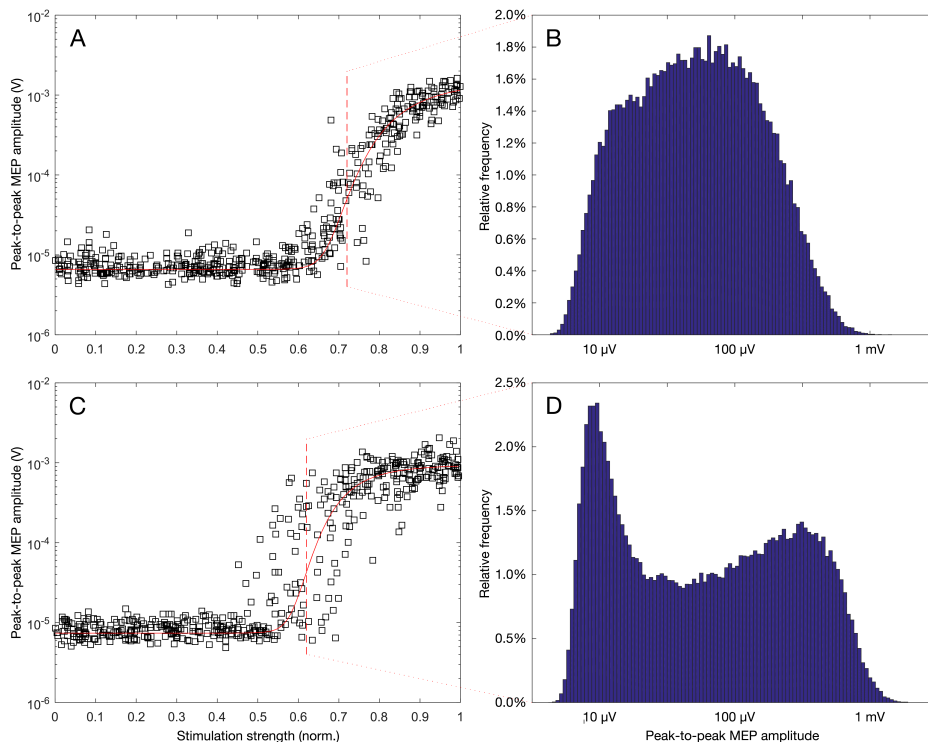 A
Peak-to-peak MEP amplitude (V)
10^-2
10^-3
10^-4
10^-5
10^-6
0 0.1 0.2 0.3 0.4 0.5 0.6 0.7 0.8 0.9 1
B
Relative frequency
2.0%
1.8%
1.6%
1.4%
1.2%
1.0%
0.8%
0.6%
0.4%
0.2%
0.0%
10 µV 100 µV 1 mV
C
Peak-to-peak MEP amplitude (V)
10^-2
10^-3
10^-4
10^-5
10^-6
0 0.1 0.2 0.3 0.4 0.5 0.6 0.7 0.8 0.9 1
Stimulation strength (norm.)
D
Relative frequency
2.5%
2.0%
1.5%
1.0%
0.5%
0.0%
10 µV 100 µV 1 mV
Peak-to-peak MEP amplitude